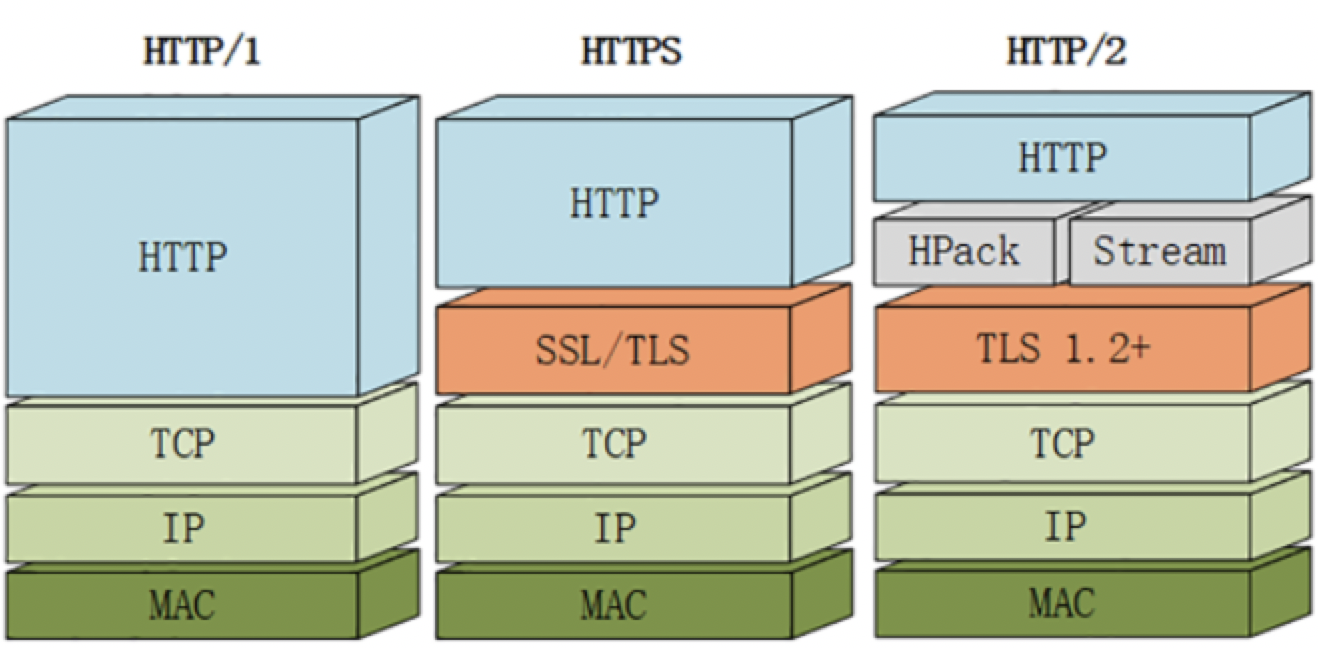 HTTP/1 HTTPS HTTP/2
HTTP
TCP
IP
MAC
HTTP
SSL/TLS
TCP
IP
MAC
HTTP
HPack Stream
TLS 1.2+
TCP
IP
MAC